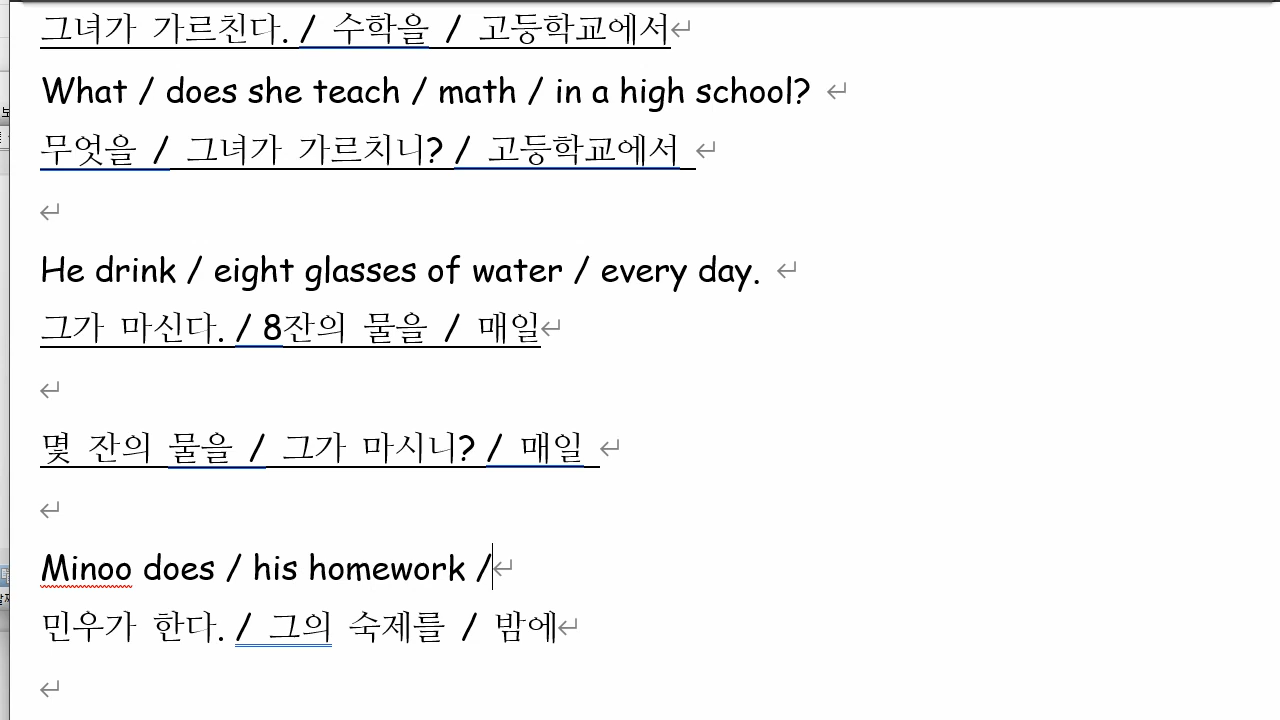 그녀가 가르친다. / 수학을 / 고등학교에서
What / does she teach / math / in a high school?
무엇을 / 그녀가 가르치니? / 고등학교에서
He drink / eight glasses of water / every day.
그가 마신다. / 8잔의 물을 / 매일
몇 잔의 물을 / 그가 마시니? / 매일
Minoo does / his homework /
민우가 한다. / 그의 숙제를 / 밤에